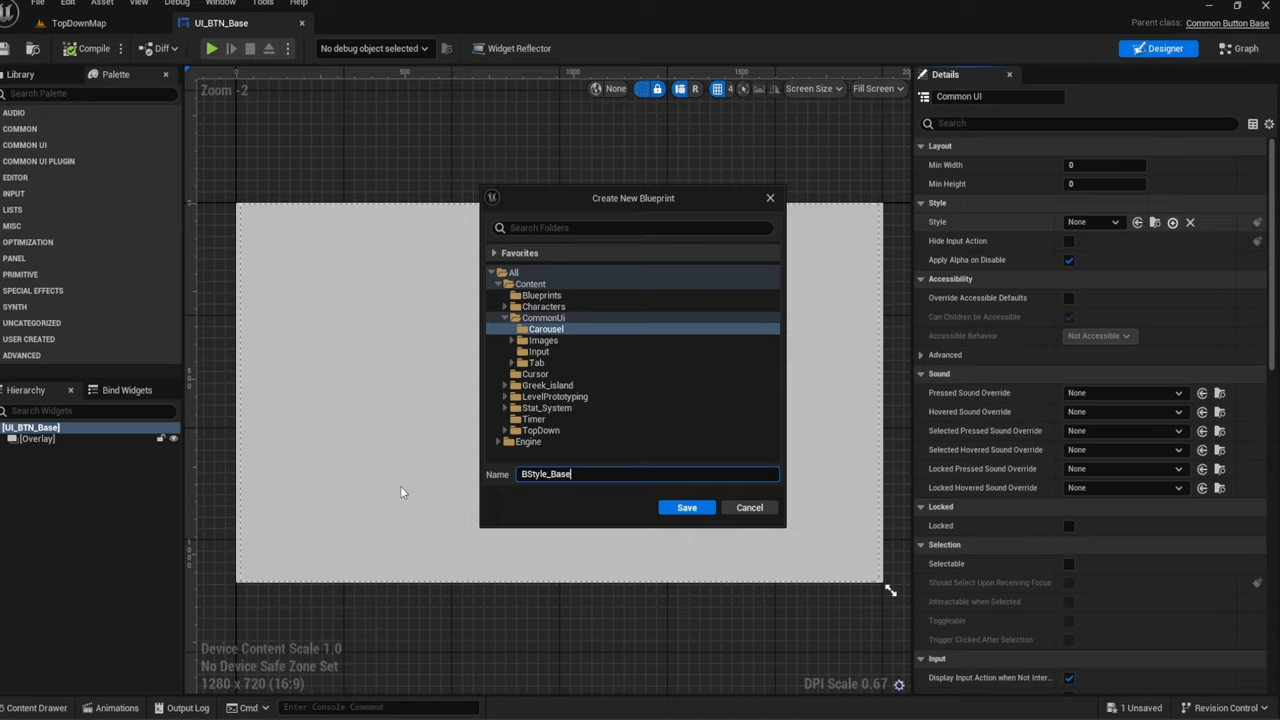 File Edit Asset View Debug Window Tools Help
TopDownMap UI_BTN_Base Parent class: Common Button Base
Compile Diff No debug object selected Widget Reflector Designer Graph
Library Palette
Search Palette
AUDIO
COMMON
COMMON UI
COMMON UI PLUGIN
EDITOR
INPUT
LISTS
MISC
OPTIMIZATION
PANEL
PRIMITIVE
SPECIAL EFFECTS
SYNTH
UNCATEGORIZED
USER CREATED
ADVANCED
Hierarchy Bind Widgets
Search Widgets
[UI_BTN_Base]
[Overlay]
0 500 1000 1500 20
Zoom -2 None R 4 Screen Size Fill Screen
0
5
0
1
0
0
Create New Blueprint
Search Folders
Favorites
All
Content
Blueprints
Characters
CommonUi
Carousel
Images
Input
Tab
Cursor
Greek_island
LevelPrototyping
Stat_System
Timer
TopDown
Engine
Name BStyle_Base
Save Cancel
Device Content Scale 1.0
No Device Safe Zone Set
1280 x 720 (16:9) DPI Scale 0.67
Details
Common UI
Search
Layout
Min Width 0
Min Height 0
Style
Style None
Hide Input Action
Apply Alpha on Disable
Accessibility
Override Accessible Defaults
Can Children be Accessible
Accessible Behavior Not Accessible
Advanced
Sound
Pressed Sound Override None
Hovered Sound Override None
Selected Pressed Sound Override None
Selected Hovered Sound Override None
Locked Pressed Sound Override None
Locked Hovered Sound Override None
Locked
Locked
Selection
Selectable
Should Select Upon Receiving Focus
Interactable when Selected
Toggleable
Trigger Clicked After Selection
Input
Display Input Action when Not Inter...
Content Drawer Animations Output Log Cmd Enter Console Command 1 Unsaved Revision Control